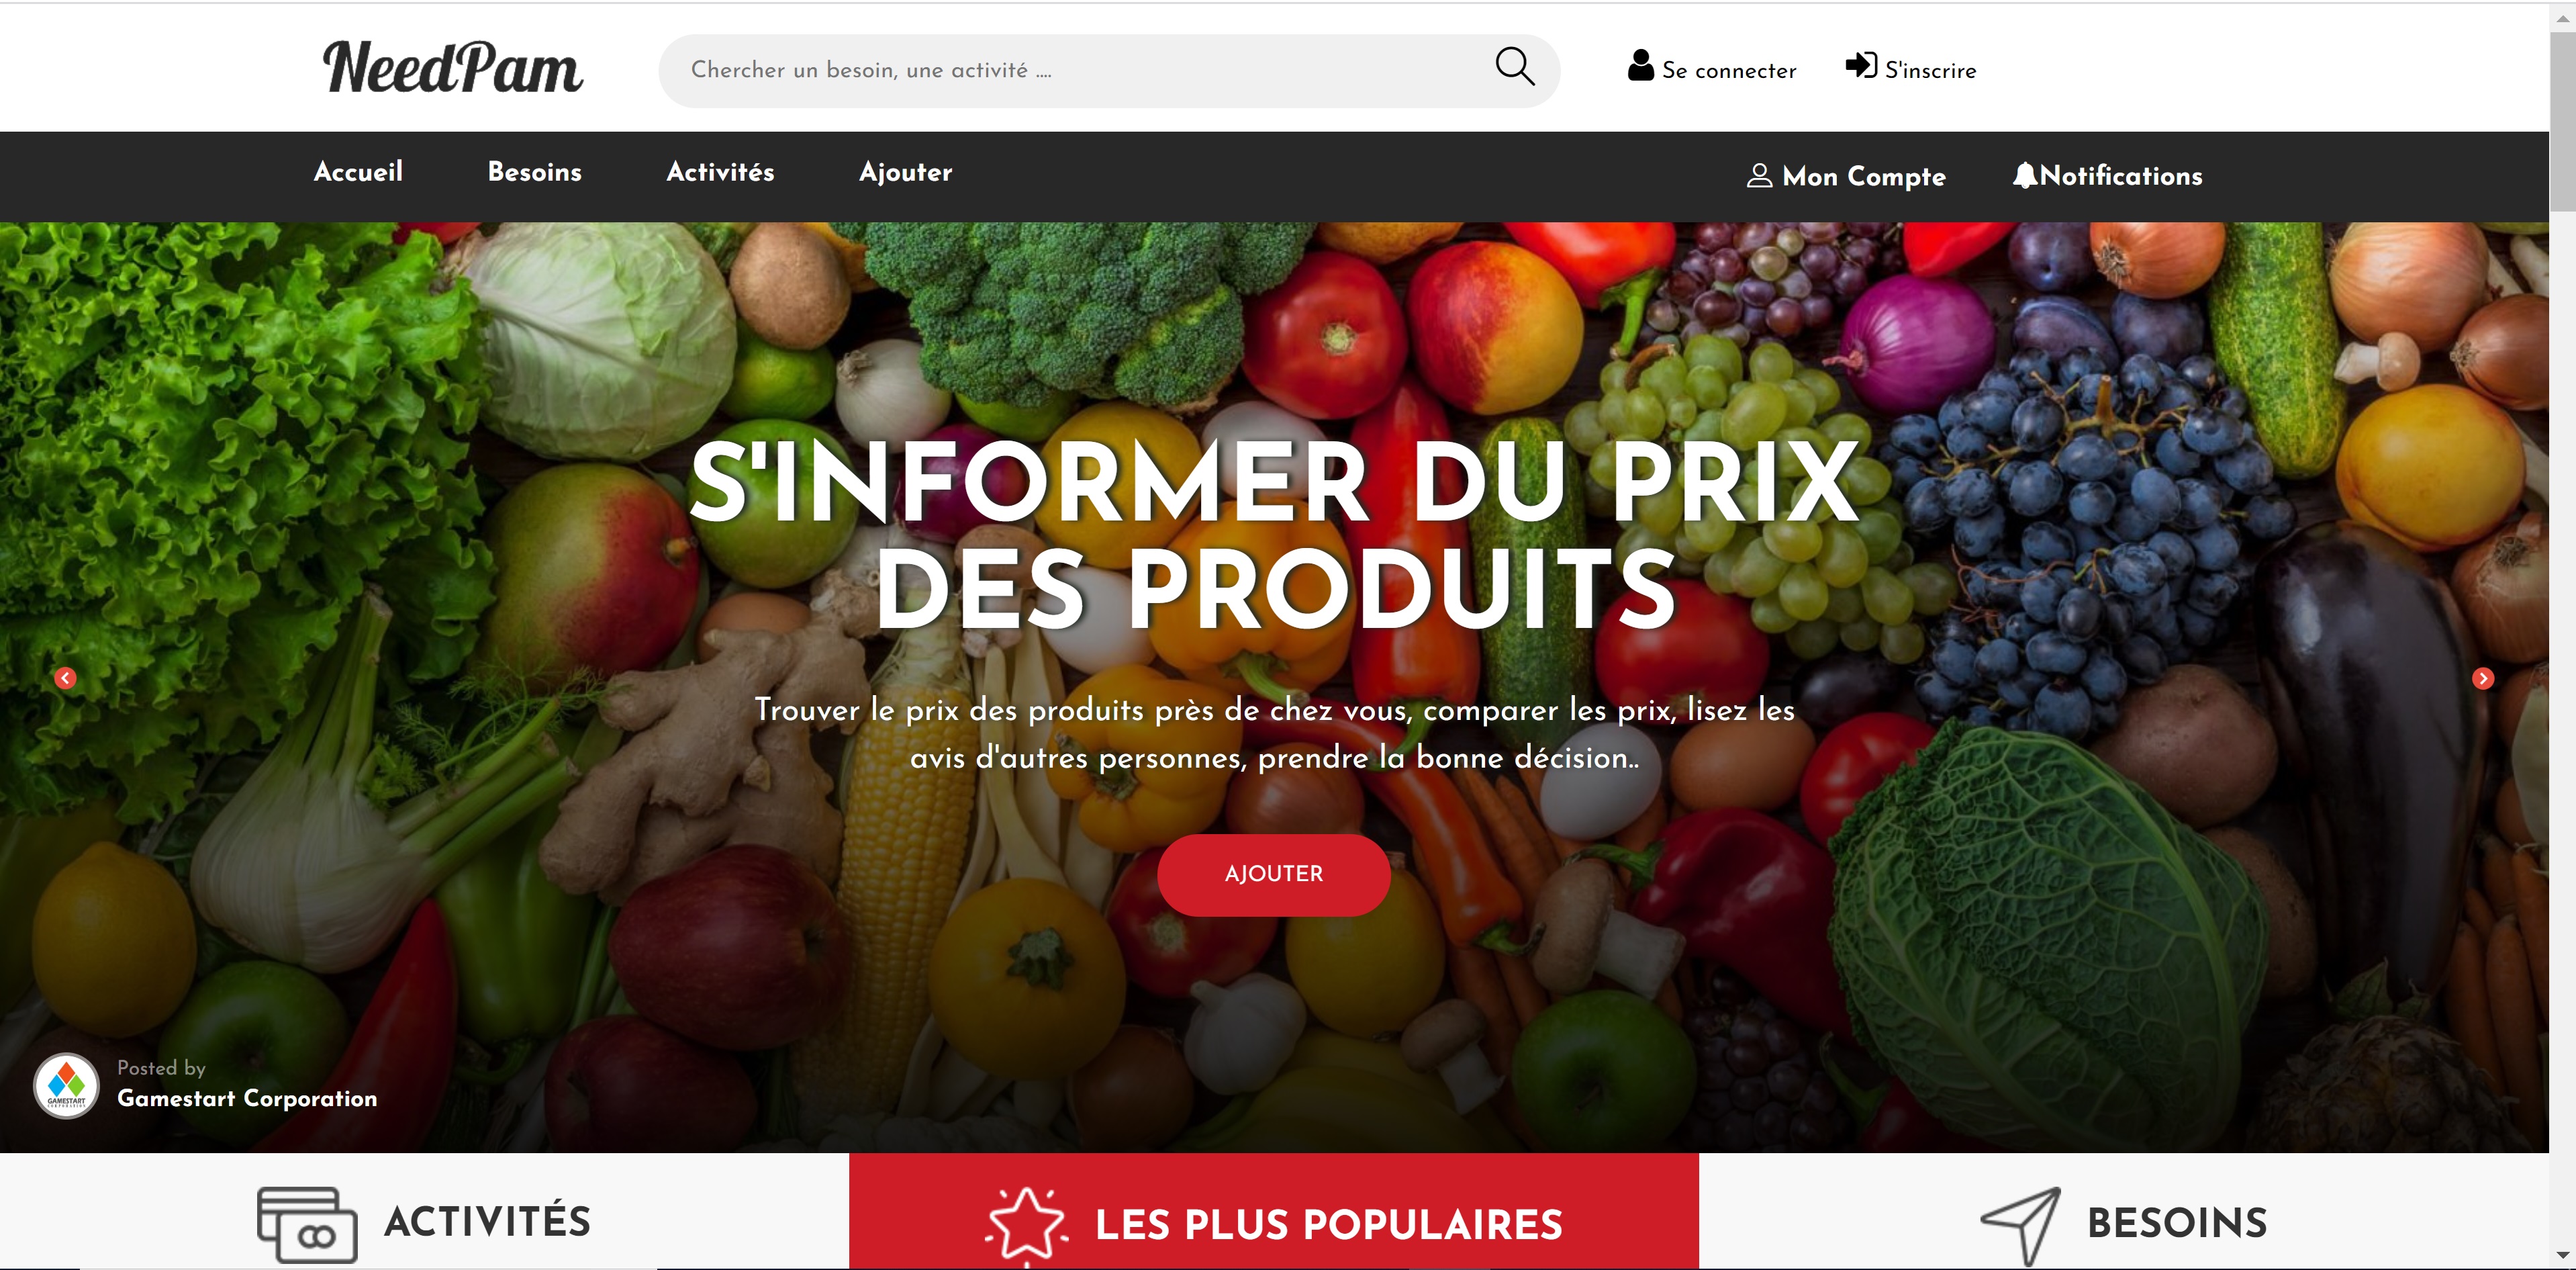 NeedPam
Chercher un besoin, une activité ....
Se connecter
S'inscrire
Accueil
Besoins
Activités
Ajouter
Mon Compte
Notifications
S'INFORMER DU PRIX
DES PRODUITS
Trouver le prix des produits près de chez vous, comparer les prix, lisez les
avis d'autres personnes, prendre la bonne décision..
AJOUTER
GAMESTART
CORPORATION
Posted by
Gamestart Corporation
ACTIVITÉS
LES PLUS POPULAIRES
BESOINS